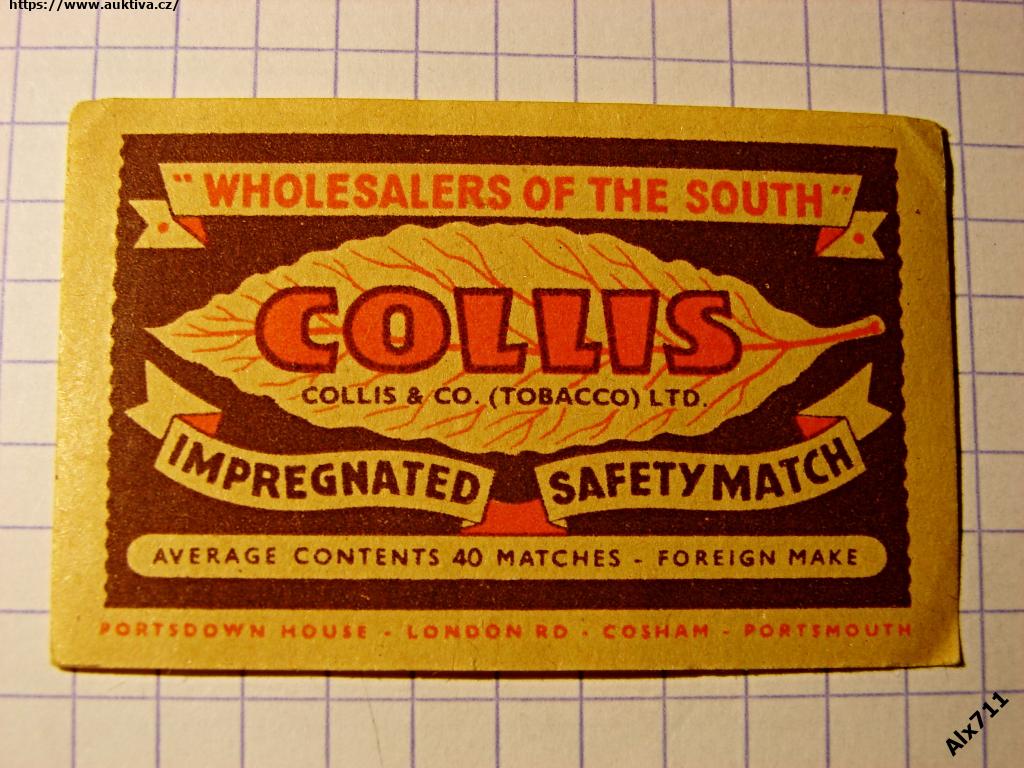 https://www.auktiva.cz/
"WHOLESALERS OF THE SOUTH"
COLLIS
COLLIS & CO. (TOBACCO) LTD.
IMPREGNATED SAFETY MATCH
AVERAGE CONTENTS 40 MATCHES - FOREIGN MAKE
PORTSDOWN HOUSE - LONDON RD - COSHAM - PORTSMOUTH
Alx711